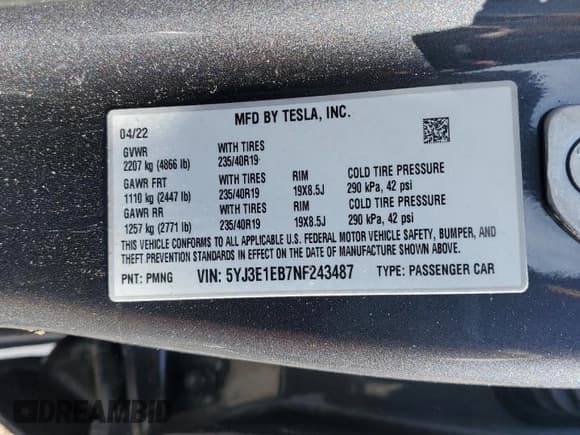 MFD BY TESLA, INC.
04/22
GVWR WITH TIRES
2207 kg (4866 lb) 235/40R19
GAWR FRT WITH TIRES RIM COLD TIRE PRESSURE
1110 kg (2447 lb) 235/40R19 19X8.5J 290 kPa, 42 psi
GAWR RR WITH TIRES RIM COLD TIRE PRESSURE
1257 kg (2771 lb) 235/40R19 19X8.5J 290 kPa, 42 psi
THIS VEHICLE CONFORMS TO ALL APPLICABLE U.S. FEDERAL MOTOR VEHICLE SAFETY, BUMPER, AND
THEFT PREVENTION STANDARDS IN EFFECT ON THE DATE OF MANUFACTURE SHOWN ABOVE.
PNT: PMNG VIN: 5YJ3E1EB7NF243487 TYPE: PASSENGER CAR
DREAMBID